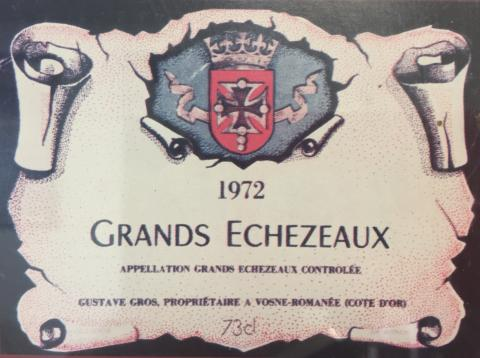 1972
GRANDS ECHEZEAUX
APPELLATION GRANDS ECHEZEAUX CONTROLÉE
GUSTAVE GROS, PROPRIÉTAIRE A VOSNE-ROMANÉE (COTE D'OR)
73cl